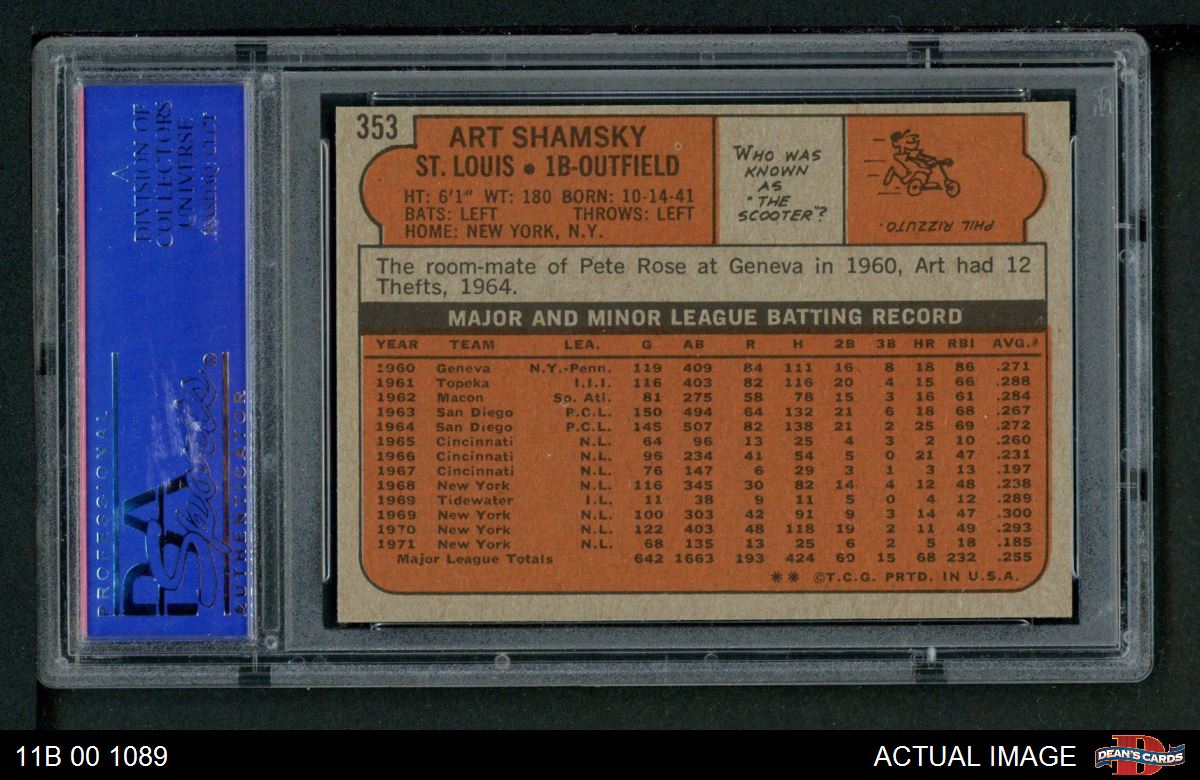 DIVISION OF
COLLECTORS
UNIVERSE
NASDAQ: CLCT
PROFESSIONAL
PSA
Sports
AUTHENTICATOR
353
ART SHAMSKY
ST. LOUIS • 1B-OUTFIELD
HT: 6'1" WT: 180 BORN: 10-14-41
BATS: LEFT THROWS: LEFT
HOME: NEW YORK, N.Y.
WHO WAS
KNOWN
AS
"THE
SCOOTER"?
PHIL RIZZUTO.
The room-mate of Pete Rose at Geneva in 1960, Art had 12
Thefts, 1964.
MAJOR AND MINOR LEAGUE BATTING RECORD
YEAR TEAM LEA. G AB R H 2B 3B HR RBI AVG.
1960 Geneva N.Y.-Penn. 119 409 84 111 16 8 18 86 .271
1961 Topeka I.I.I. 116 403 82 116 20 4 15 66 .288
1962 Macon So. Atl. 81 275 58 78 15 3 16 61 .284
1963 San Diego P.C.L. 150 494 64 132 21 6 18 68 .267
1964 San Diego P.C.L. 145 507 82 138 21 2 25 69 .272
1965 Cincinnati N.L. 64 96 13 25 4 3 2 10 .260
1966 Cincinnati N.L. 96 234 41 54 5 0 21 47 .231
1967 Cincinnati N.L. 76 147 6 29 3 1 3 13 .197
1968 New York N.L. 116 345 30 82 14 4 12 48 .238
1969 Tidewater I.L. 11 38 9 11 5 0 4 12 .289
1969 New York N.L. 100 303 42 91 9 3 14 47 .300
1970 New York N.L. 122 403 48 118 19 2 11 49 .293
1971 New York N.L. 68 135 13 25 6 2 5 18 .185
Major League Totals 642 1663 193 424 60 15 68 232 .255
** ©T.C.G. PRTD. IN U.S.A.
11B 00 1089
ACTUAL IMAGE
D
DEAN'S CARDS